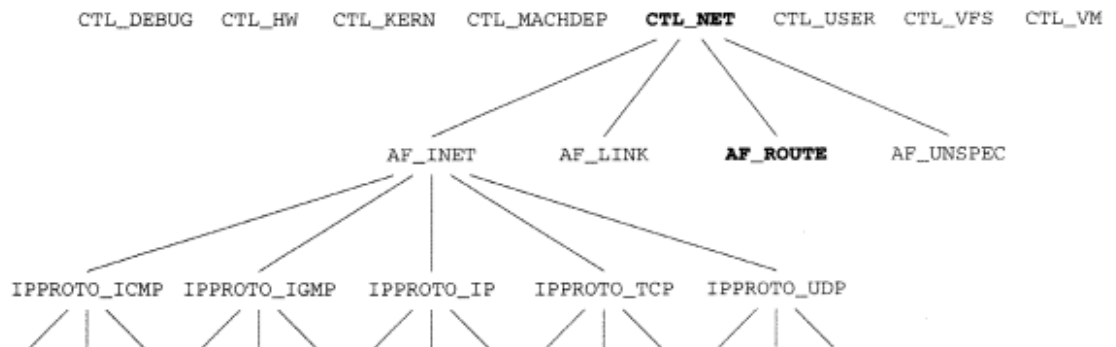 CTL_DEBUG CTL_HW CTL_KERN CTL_MACHDEP CTL_NET CTL_USER CTL_VFS CTL_VM
AF_INET AF_LINK AF_ROUTE AF_UNSPEC
IPPROTO_ICMP IPPROTO_IGMP IPPROTO_IP IPPROTO_TCP IPPROTO_UDP